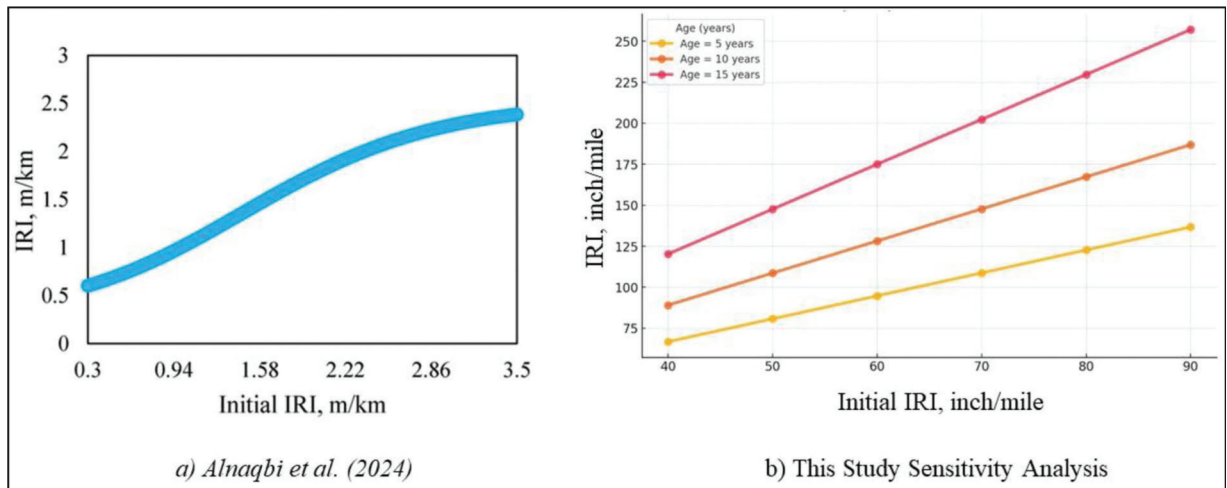 3
2.5
2
1.5
1
0.5
0
IRI, m/km
0.3 0.94 1.58 2.22 2.86 3.5
Initial IRI, m/km
a) Alnaqbi et al. (2024)
Age (years)
Age = 5 years
Age = 10 years
Age = 15 years
250
225
200
175
150
125
100
75
IRI, inch/mile
40 50 60 70 80 90
Initial IRI, inch/mile
b) This Study Sensitivity Analysis